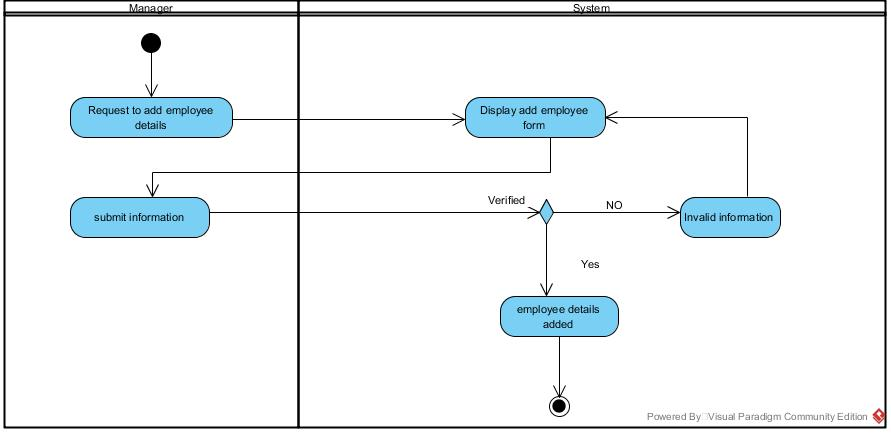 Manager
System
Request to add employee
details
Display add employee
form
submit information
Verified
NO
Invalid information
Yes
employee details
added
Powered By Visual Paradigm Community Edition